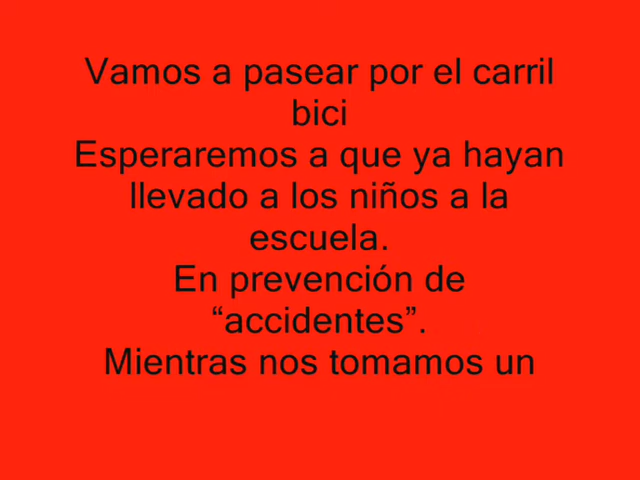 Vamos a pasear por el carril
bici
Esperaremos a que ya hayan
llevado a los niños a la
escuela.
En prevención de
“accidentes”.
Mientras nos tomamos un